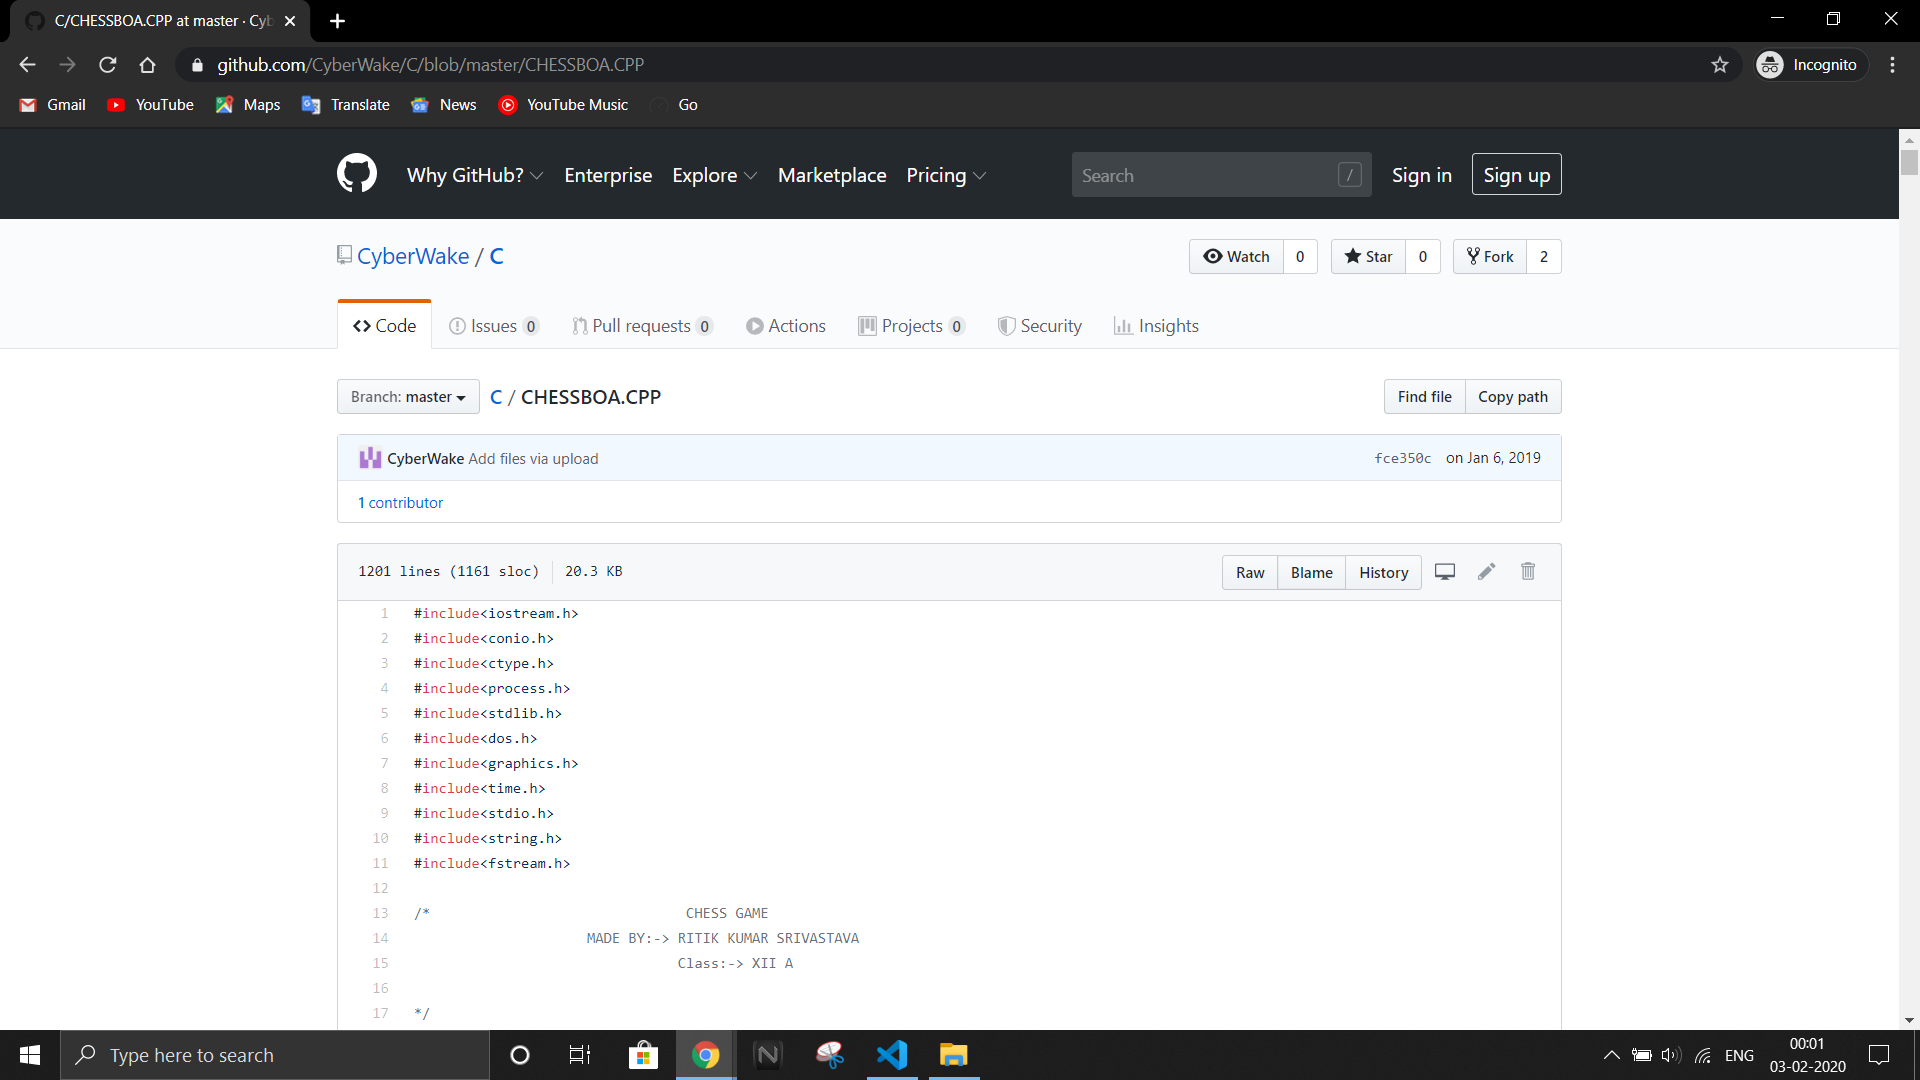 C/CHESSBOA.CPP at master · Cyb
github.com/CyberWake/C/blob/master/CHESSBOA.CPP
Incognito
Gmail YouTube Maps Translate News YouTube Music Go
Why GitHub? Enterprise Explore Marketplace Pricing Search / Sign in Sign up
CyberWake / C
Watch 0 Star 0 Fork 2
Code Issues 0 Pull requests 0 Actions Projects 0 Security Insights
Branch: master C / CHESSBOA.CPP Find file Copy path
CyberWake Add files via upload fce350c on Jan 6, 2019
1 contributor
1201 lines (1161 sloc) 20.3 KB Raw Blame History
1 #include<iostream.h>
2 #include<conio.h>
3 #include<ctype.h>
4 #include<process.h>
5 #include<stdlib.h>
6 #include<dos.h>
7 #include<graphics.h>
8 #include<time.h>
9 #include<stdio.h>
10 #include<string.h>
11 #include<fstream.h>
12
13 /* CHESS GAME
14 MADE BY:-> RITIK KUMAR SRIVASTAVA
15 Class:-> XII A
16
17 */
Type here to search
ENG
00:01
03-02-2020